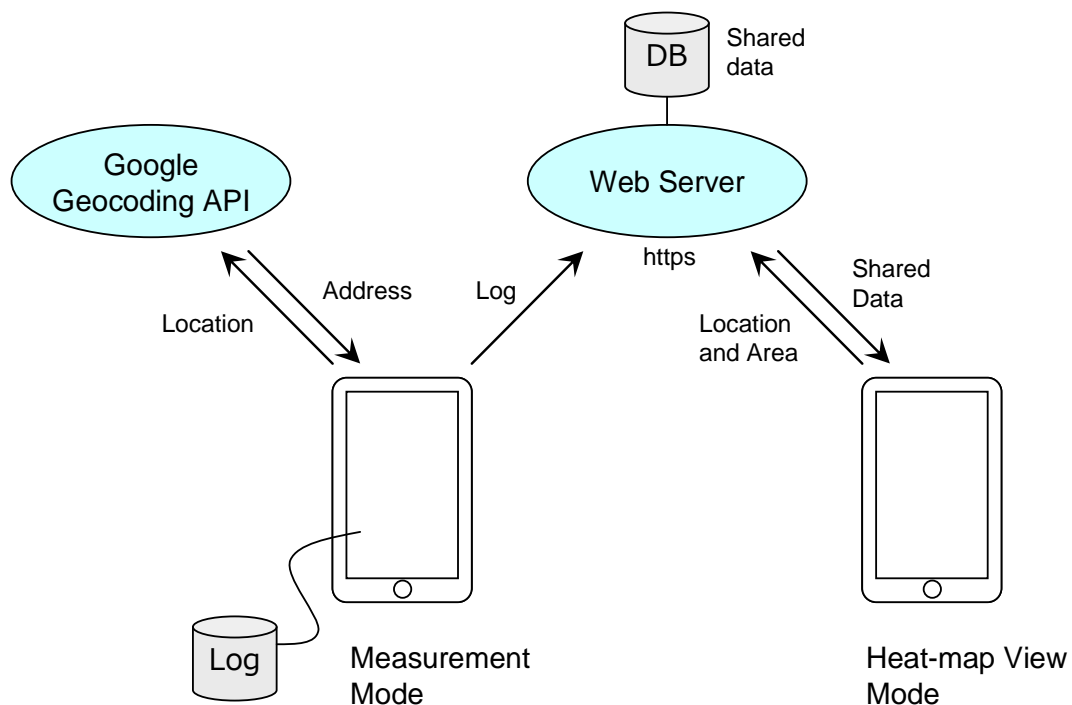 DB
Shared
data
Google
Geocoding API
Web Server
https
Address
Location
Log
Shared
Data
Location
and Area
Log
Measurement
Mode
Heat-map View
Mode